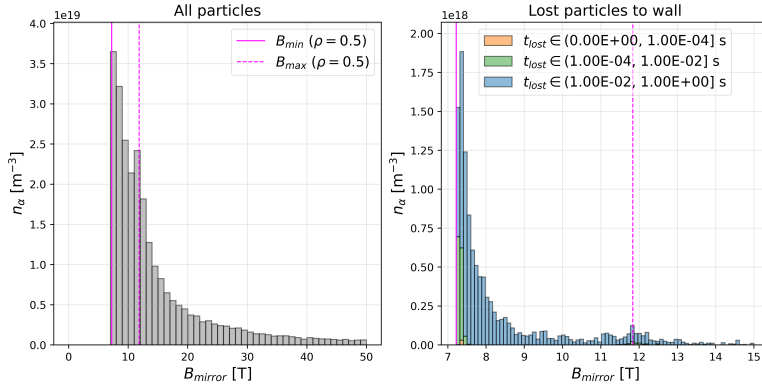 All particles
1e19
B_min (ρ = 0.5)
B_max (ρ = 0.5)
n_α [m⁻³]
4.0
3.5
3.0
2.5
2.0
1.5
1.0
0.5
0.0
0 10 20 30 40 50
B_mirror [T]
Lost particles to wall
1e18
t_lost ∈ (0.00E+00, 1.00E-04] s
t_lost ∈ (1.00E-04, 1.00E-02] s
t_lost ∈ (1.00E-02, 1.00E+00] s
n_α [m⁻³]
2.00
1.75
1.50
1.25
1.00
0.75
0.50
0.25
0.00
7 8 9 10 11 12 13 14 15
B_mirror [T]